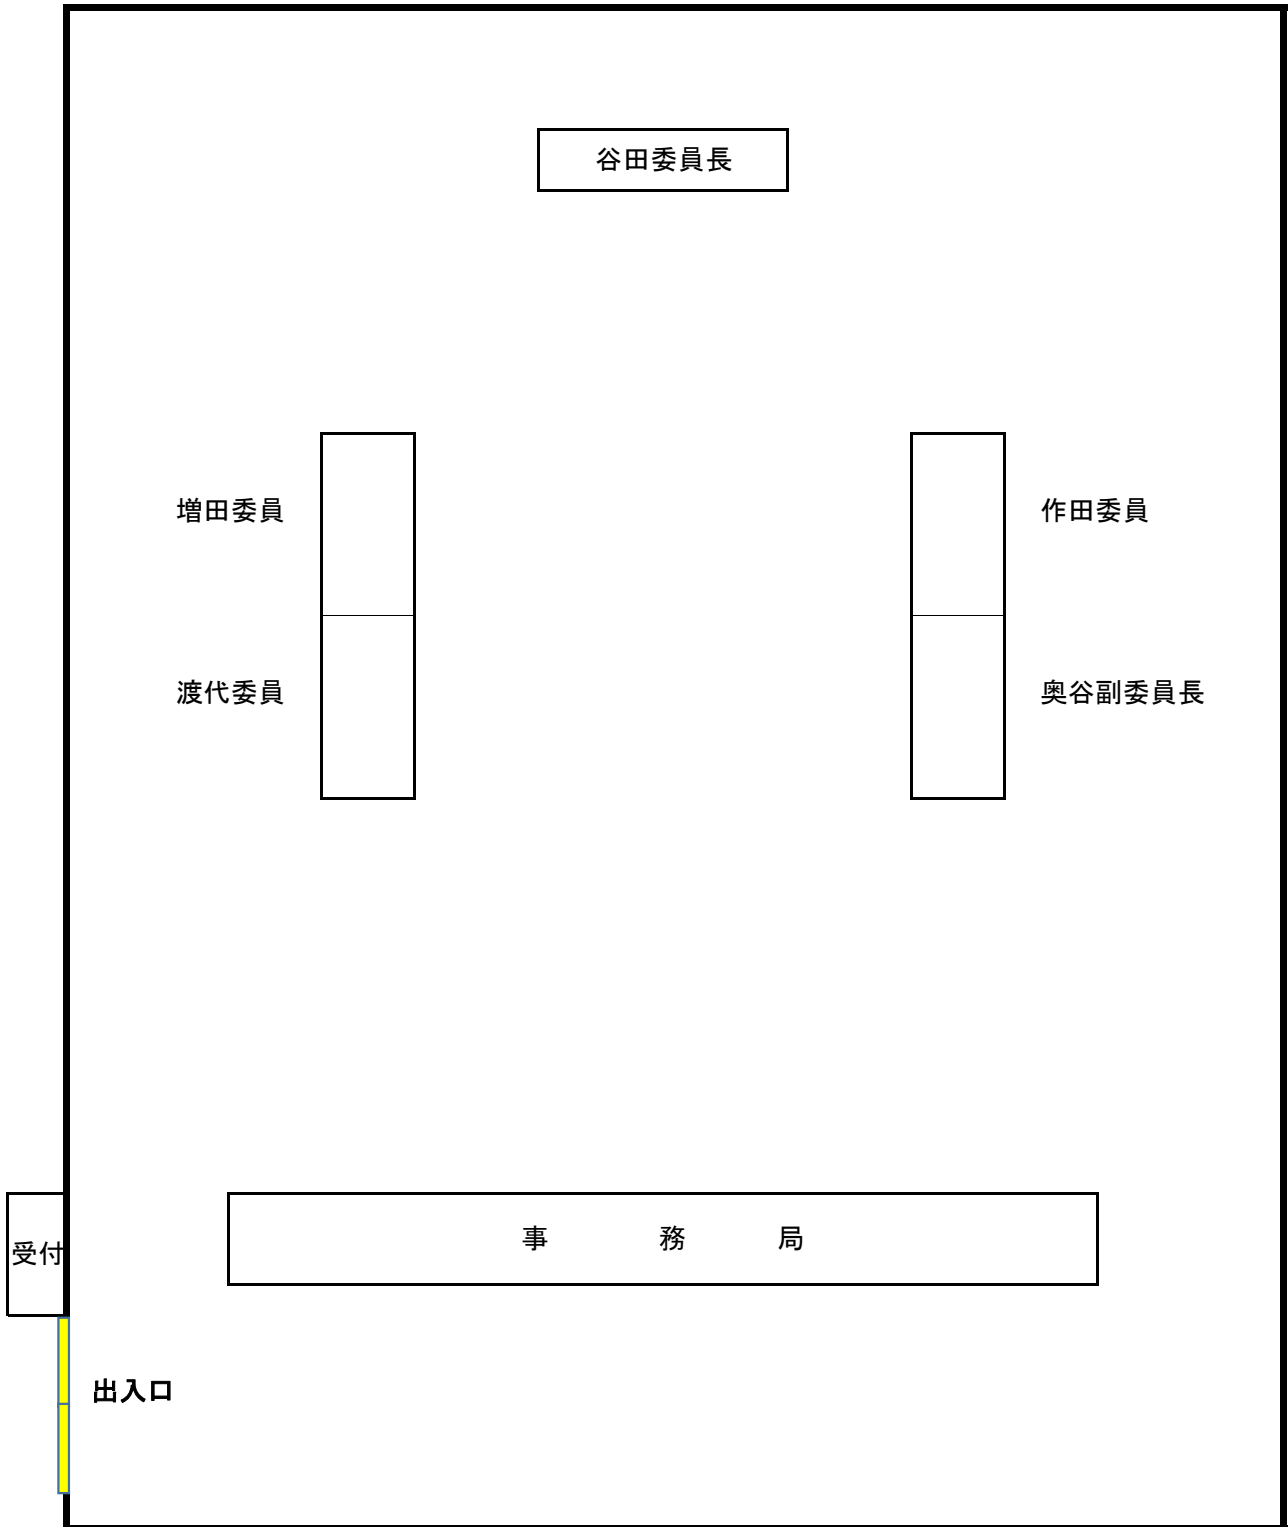 谷田委員長
増田委員
作田委員
渡代委員
奥谷副委員長
事 務 局
受付
出入口